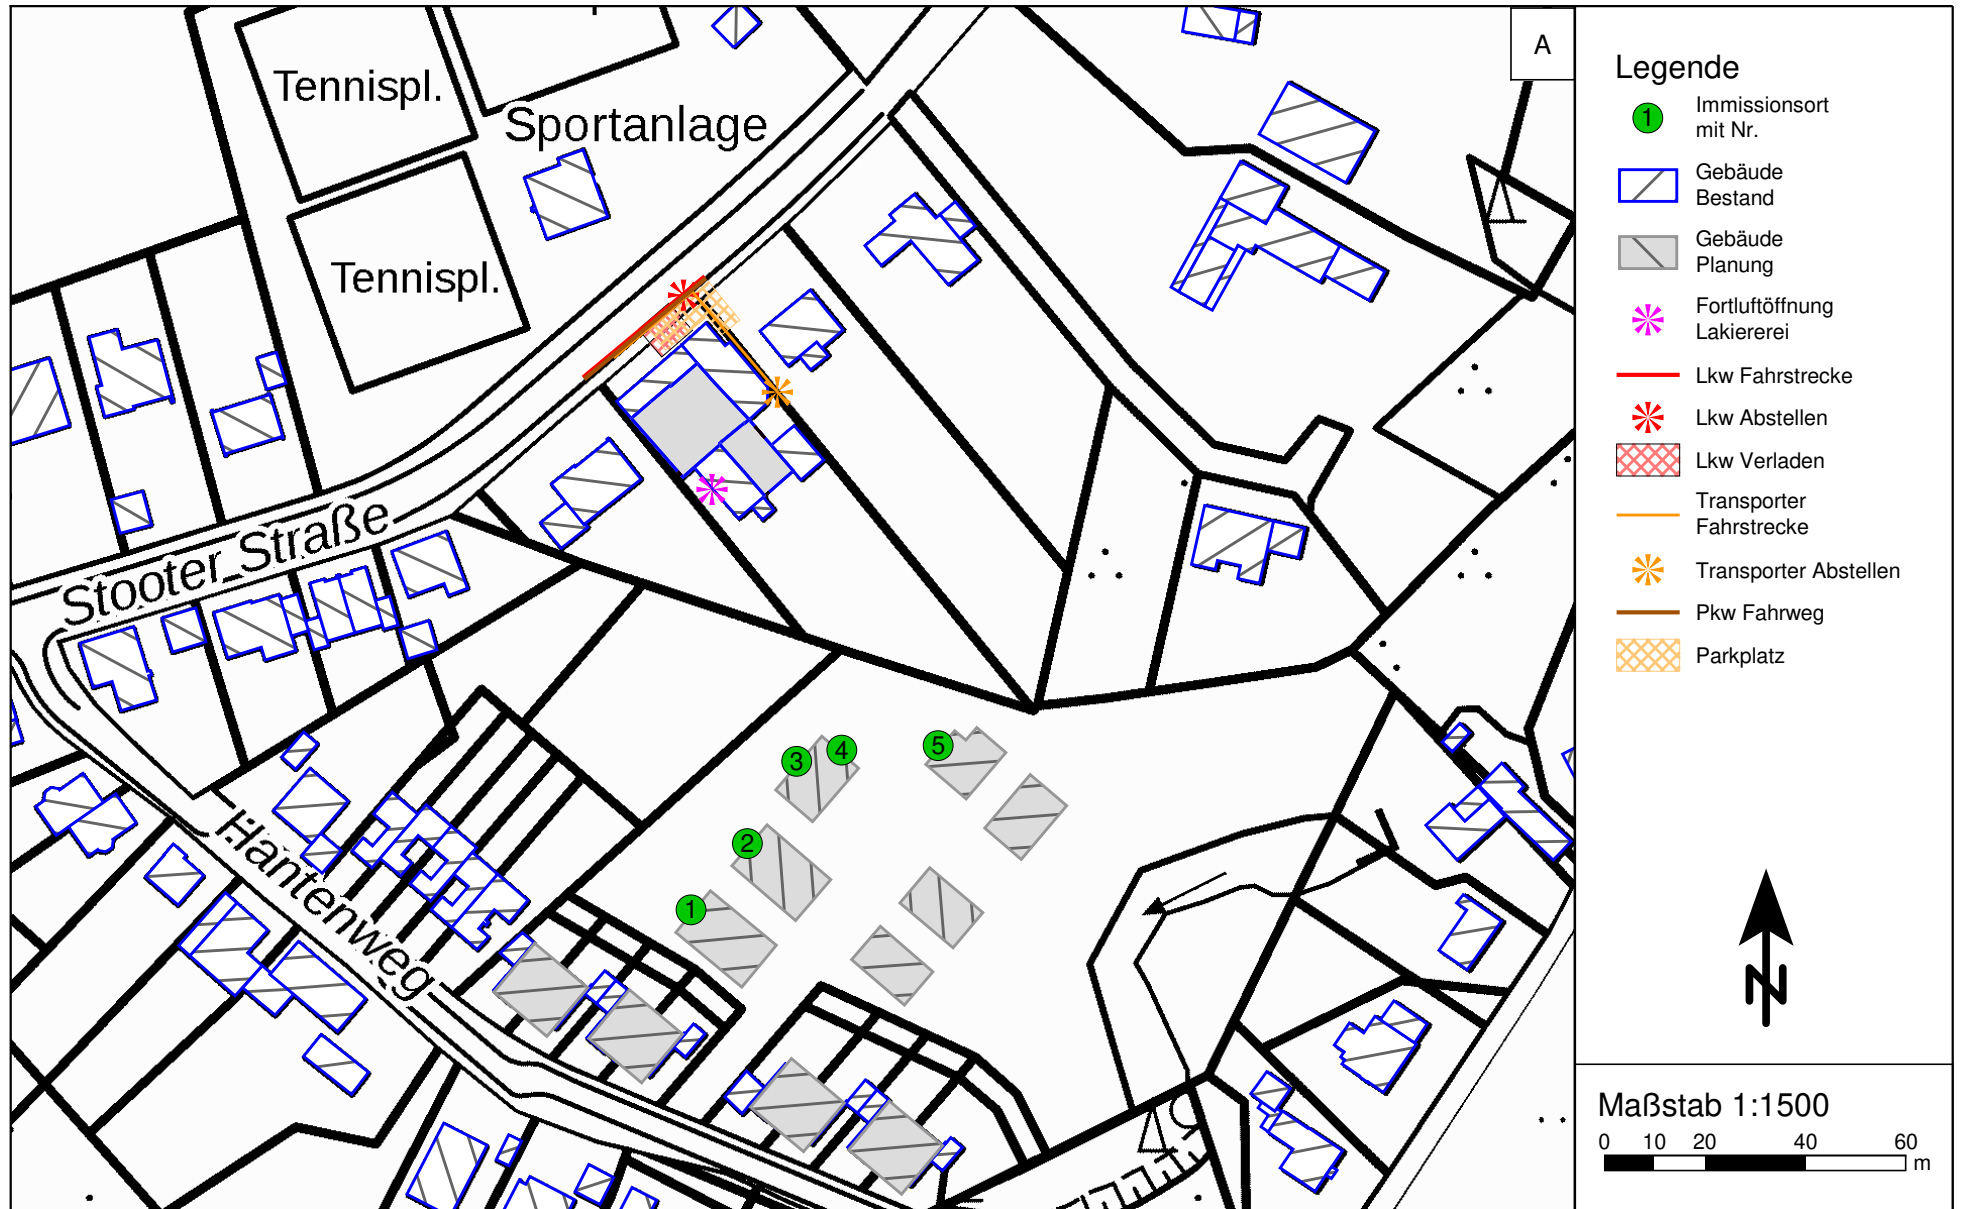 A
Tennispl.
Sportanlage
Tennispl.
Stooter Straße
Hantenweg
3
4
5
2
1
Legende
1
Immissionsort
mit Nr.
Gebäude
Bestand
Gebäude
Planung
Fortluftöffnung
Lakiererei
Lkw Fahrstrecke
Lkw Abstellen
Lkw Verladen
Transporter
Fahrstrecke
Transporter Abstellen
Pkw Fahrweg
Parkplatz
N
Maßstab 1:1500
0 10 20 40 60
m